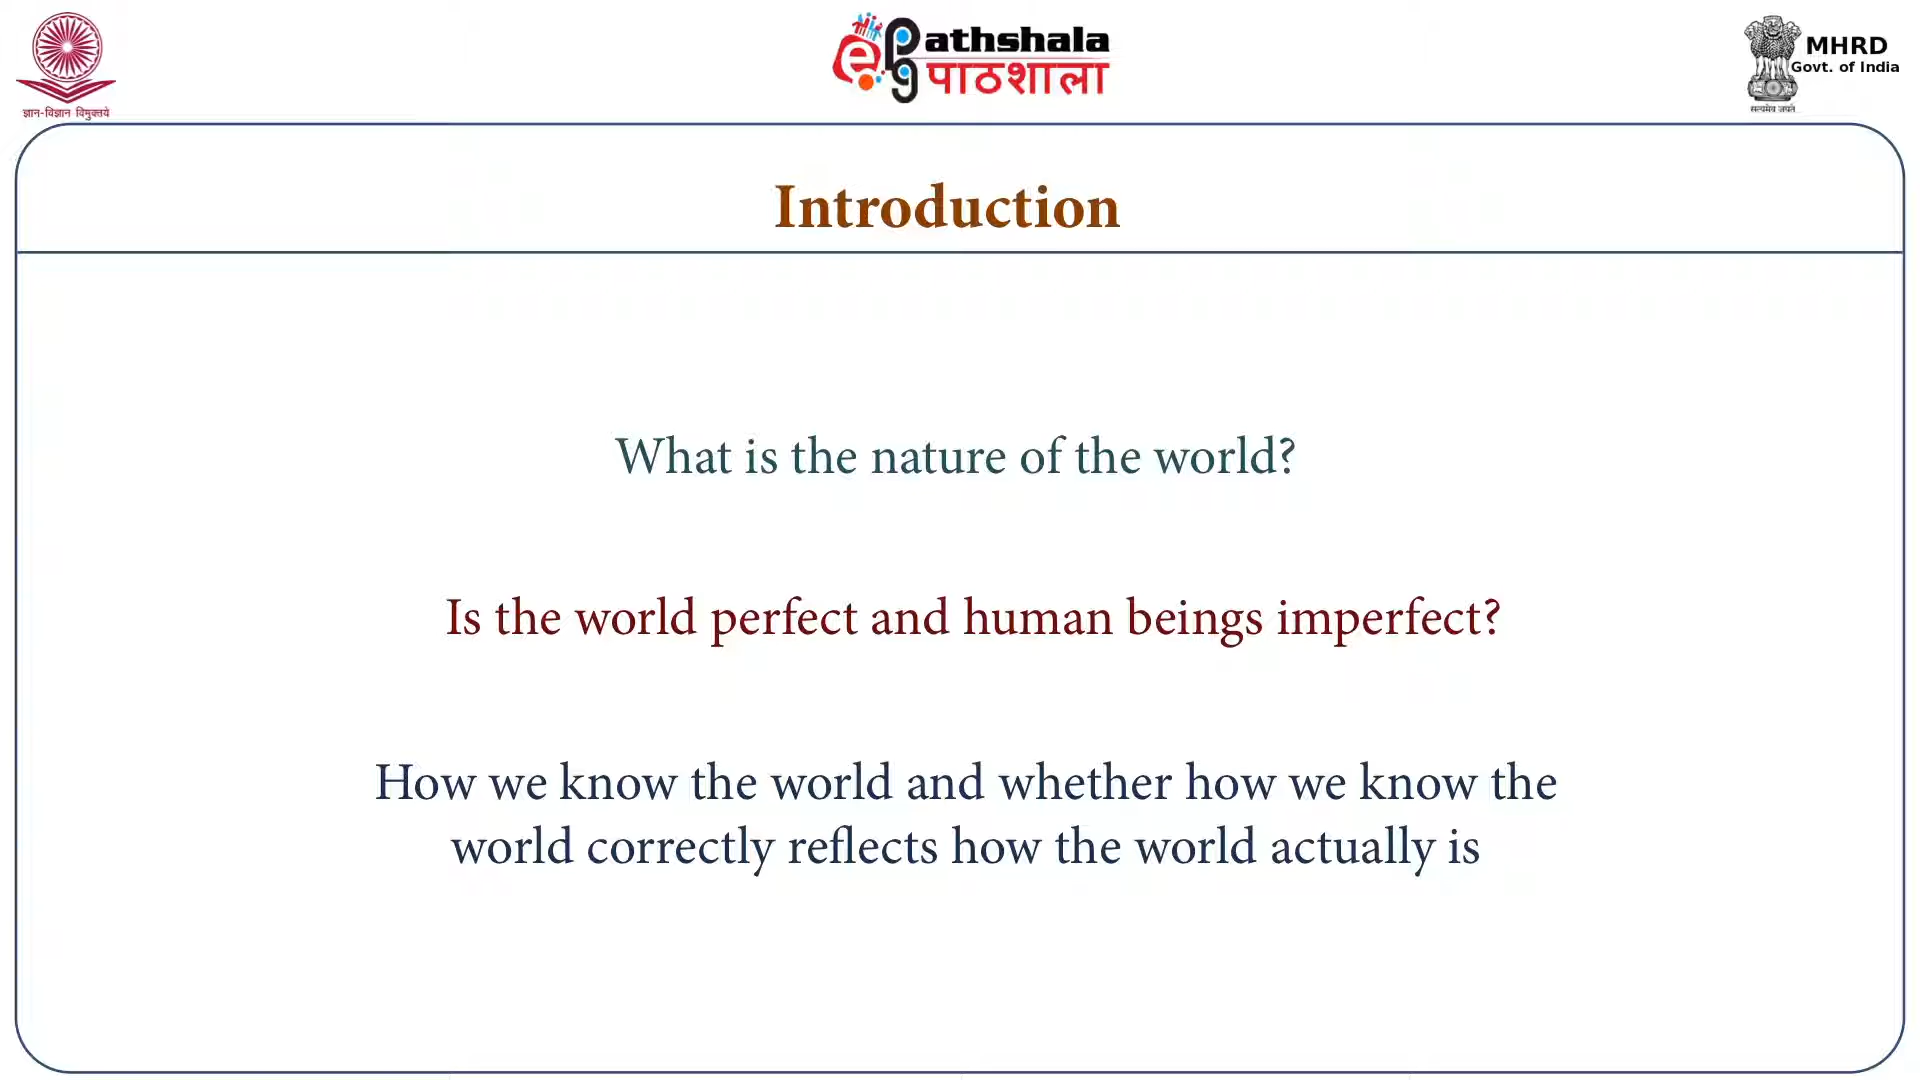 ज्ञान-विज्ञान विमुक्तये
e pg Pathshala
पाठशाला
MHRD
Govt. of India
सत्यमेव जयते
Introduction
What is the nature of the world?
Is the world perfect and human beings imperfect?
How we know the world and whether how we know the
world correctly reflects how the world actually is